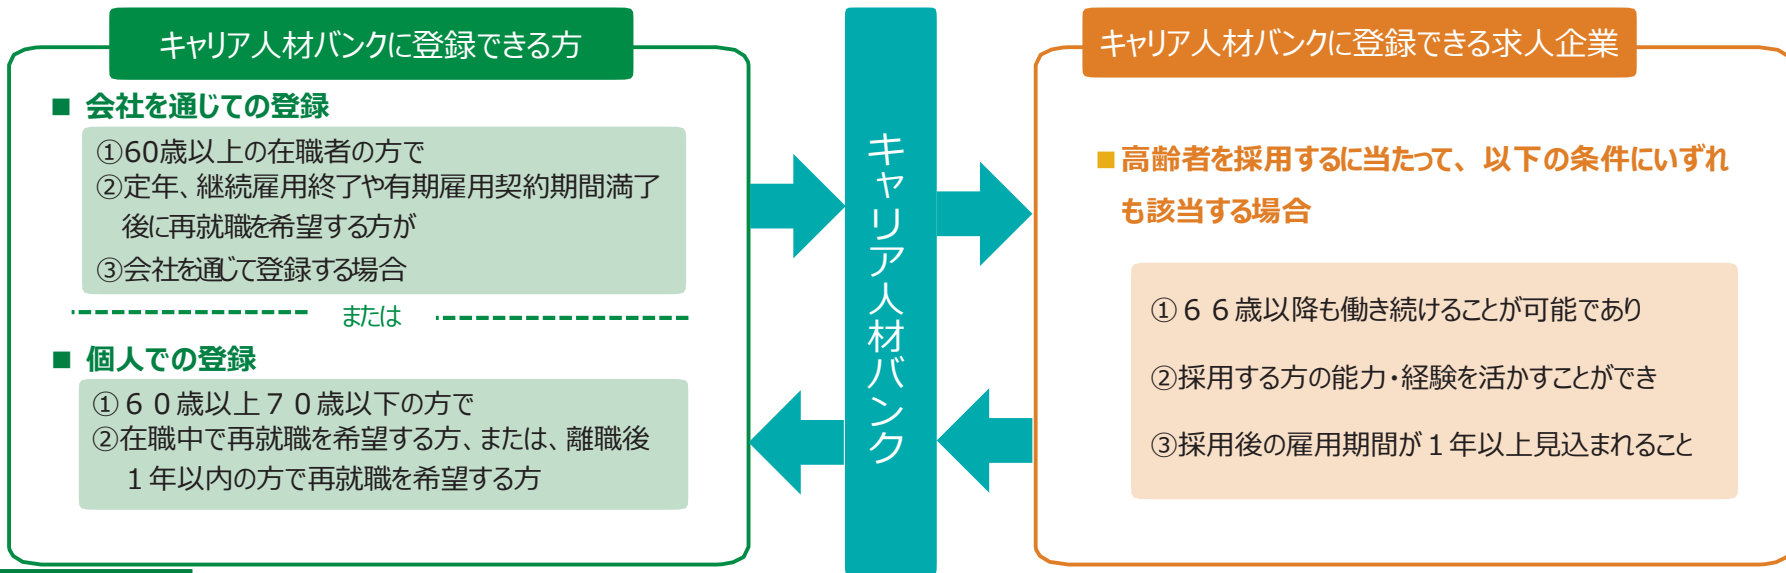 キャリア人材バンクに登録できる方
■ 会社を通じての登録
①60歳以上の在職者の方で
②定年、継続雇用終了や有期雇用契約期間満了
後に再就職を希望する方が
③会社を通じて登録する場合
または
■ 個人での登録
①６０歳以上７０歳以下の方で
②在職中で再就職を希望する方、または、離職後
１年以内の方で再就職を希望する方
キャリア人材バンク
キャリア人材バンクに登録できる求人企業
■高齢者を採用するに当たって、以下の条件にいずれ
も該当する場合
①６６歳以降も働き続けることが可能であり
②採用する方の能力・経験を活かすことができ
③採用後の雇用期間が１年以上見込まれること